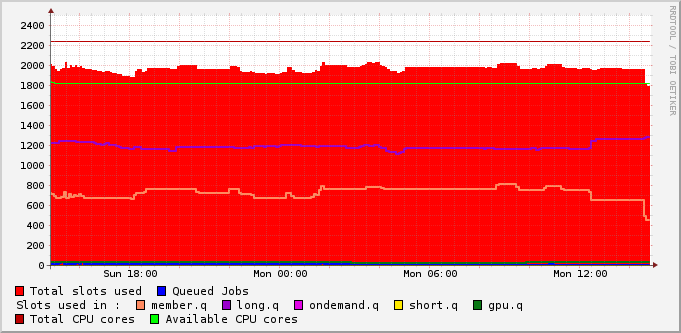 2400
2200
2000
1800
1600
1400
1200
1000
800
600
400
200
0
Sun 18:00 Mon 00:00 Mon 06:00 Mon 12:00
Total slots used Queued Jobs
Slots used in : member.q long.q ondemand.q short.q gpu.q
Total CPU cores Available CPU cores
RRDTOOL / TOBI OETIKER